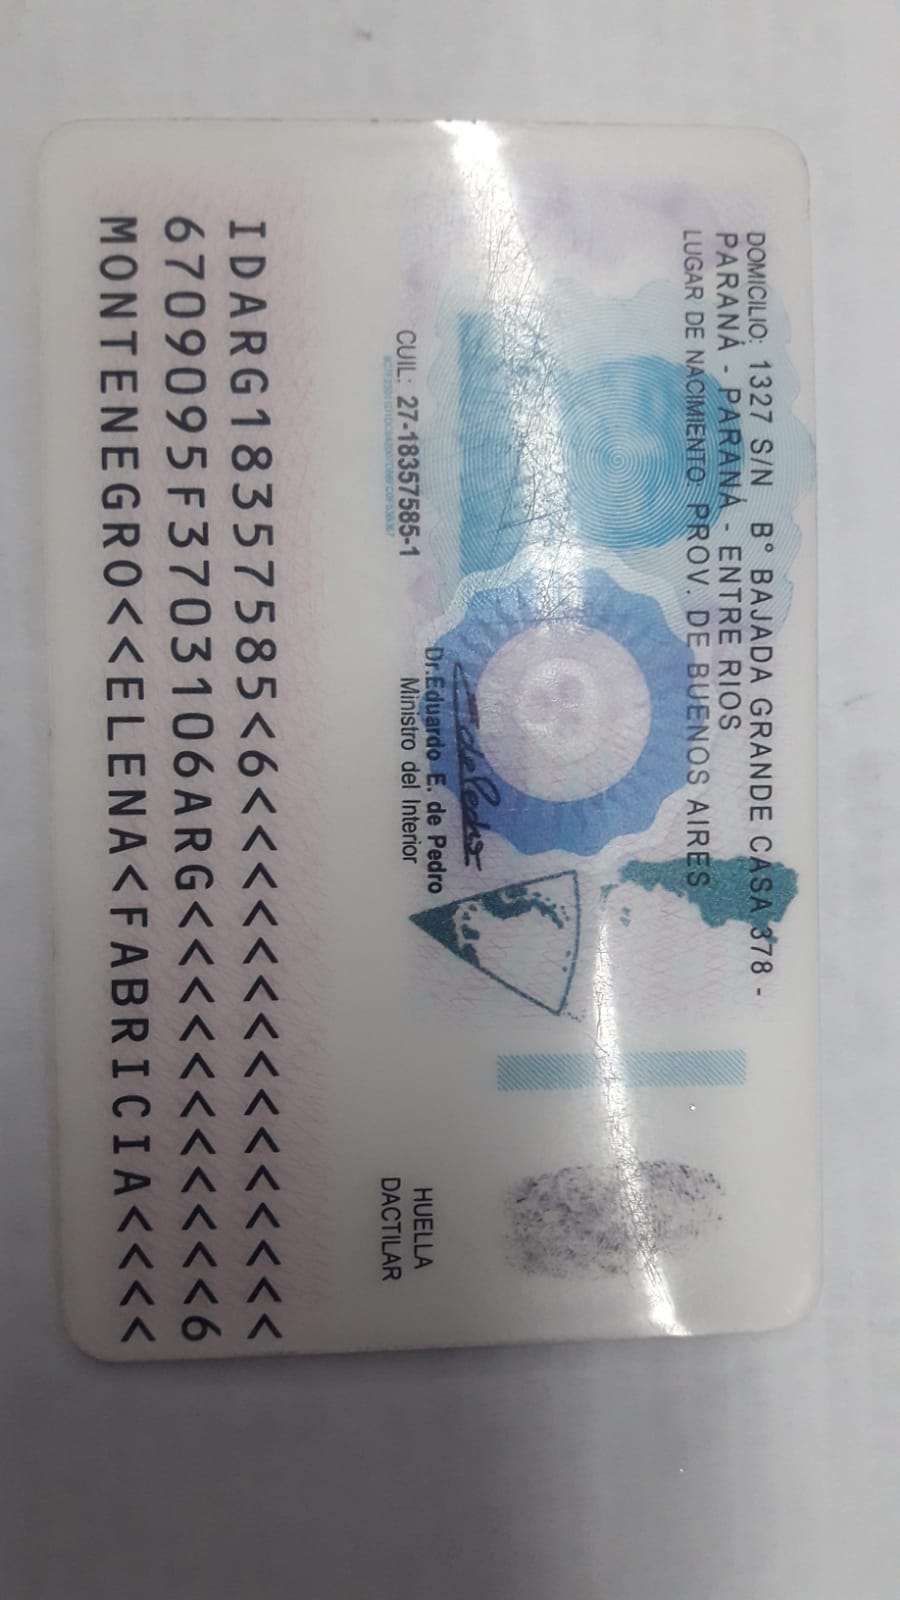 DOMICILIO: 1327 S/N B° BAJADA GRANDE CASA 378 -
PARANÁ - PARANÁ - ENTRE RIOS
LUGAR DE NACIMIENTO: PROV. DE BUENOS AIRES
Dr. Eduardo E. de Pedro
Ministro del Interior
CUIL: 27-18357585-1
HUELLA
DACTILAR
IDARG18357585<6<<<<<<<<<<<<<<<
6709095F3703106ARG<<<<<<<<<<<6
MONTENEGRO<<ELENA<FABRICIA<<<<